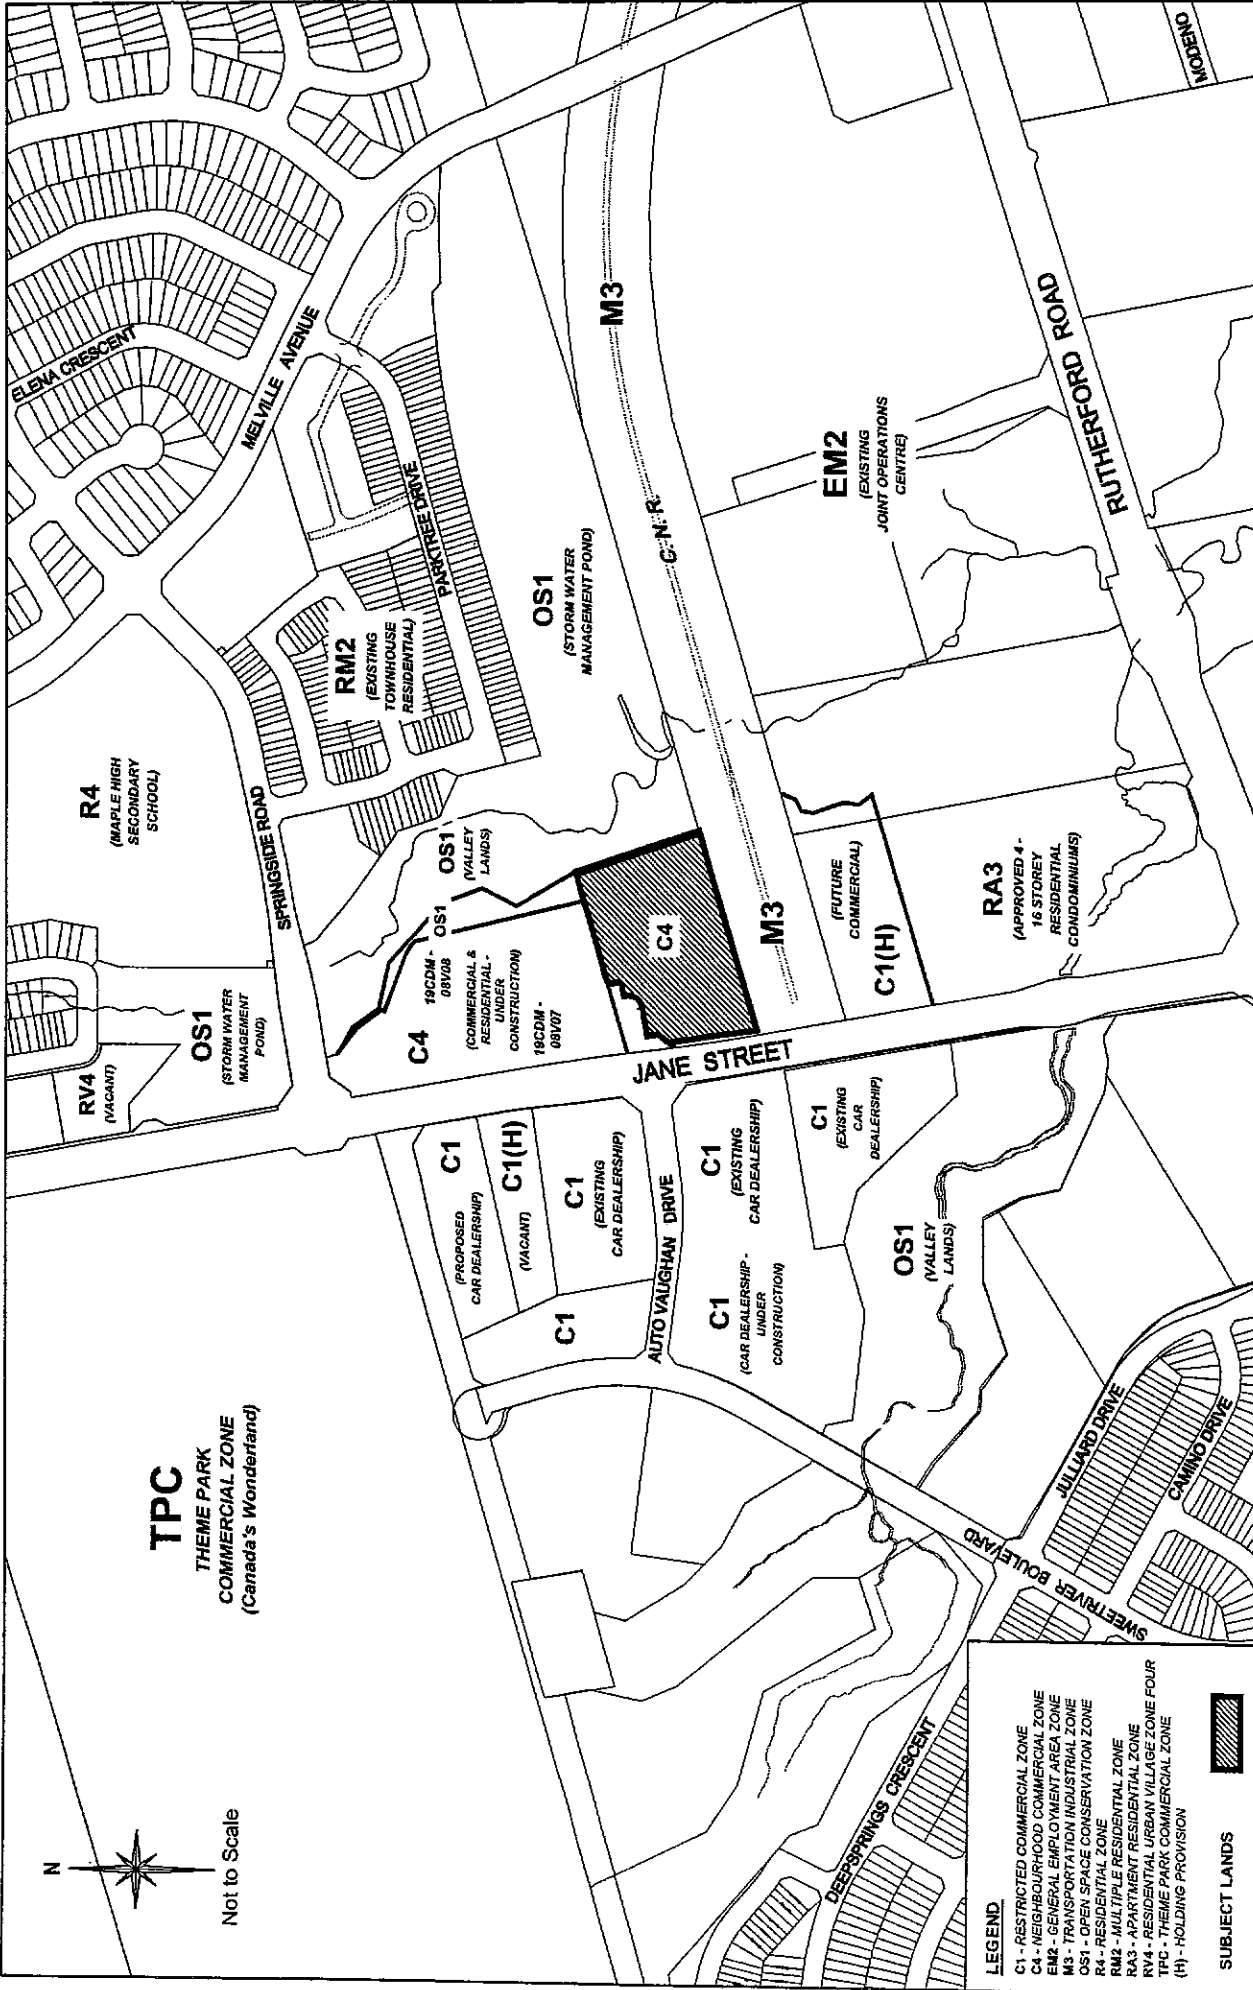 N
Not to Scale
TPC
THEME PARK
COMMERCIAL ZONE
(Canada's Wonderland)
RV4
(VACANT)
OS1
(STORM WATER
MANAGEMENT
POND)
R4
(MAPLE HIGH
SECONDARY
SCHOOL)
SPRINGSIDE ROAD
ELENA CRESCENT
MELVILLE AVENUE
RM2
(EXISTING
TOWNHOUSE
RESIDENTIAL)
PARKTREE DRIVE
C1
(PROPOSED
CAR DEALERSHIP)
C1(H)
(VACANT)
C1
(EXISTING
CAR DEALERSHIP)
C1
AUTO VAUGHAN DRIVE
C4
19CDM -
08V08
(COMMERCIAL &
RESIDENTIAL -
UNDER
CONSTRUCTION)
19CDM -
08V07
OS1
OS1
(VALLEY
LANDS)
OS1
(STORM WATER
MANAGEMENT POND)
C4
JANE STREET
C1
(EXISTING
CAR DEALERSHIP)
C1
(CAR DEALERSHIP -
UNDER
CONSTRUCTION)
C1
(EXISTING
CAR
DEALERSHIP)
M3
C.N.R.
M3
C1(H)
(FUTURE
COMMERCIAL)
EM2
(EXISTING
JOINT OPERATIONS
CENTRE)
RA3
(APPROVED 4 -
16 STOREY
RESIDENTIAL
CONDOMINIUMS)
OS1
(VALLEY
LANDS)
RUTHERFORD ROAD
MODENO
SWEETRIVER BOULEVARD
JULLIARD DRIVE
CAMINO DRIVE
DEEPSPRINGS CRESCENT
LEGEND
C1 - RESTRICTED COMMERCIAL ZONE
C4 - NEIGHBOURHOOD COMMERCIAL ZONE
EM2 - GENERAL EMPLOYMENT AREA ZONE
M3 - TRANSPORTATION INDUSTRIAL ZONE
OS1 - OPEN SPACE CONSERVATION ZONE
R4 - RESIDENTIAL ZONE
RM2 - MULTIPLE RESIDENTIAL ZONE
RA3 - APARTMENT RESIDENTIAL ZONE
RV4 - RESIDENTIAL URBAN VILLAGE ZONE FOUR
TPC - THEME PARK COMMERCIAL ZONE
(H) - HOLDING PROVISION
SUBJECT LANDS